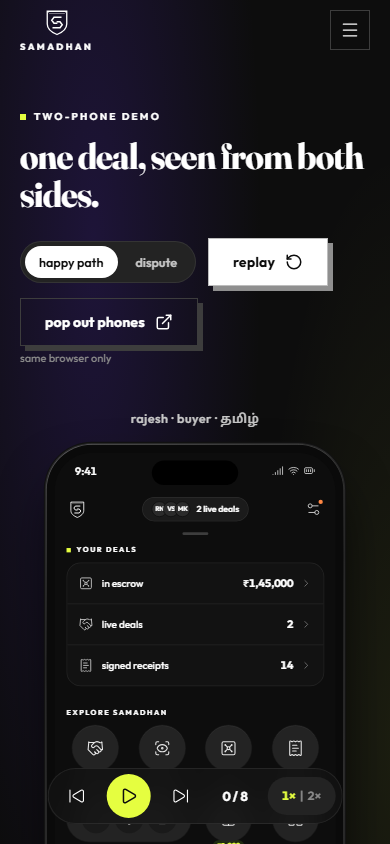 SAMADHAN
TWO-PHONE DEMO
one deal, seen from both
sides.
happy path
dispute
replay
pop out phones
same browser only
rajesh · buyer · தமிழ்
9:41
RK VS MK 2 live deals
YOUR DEALS
in escrow ₹1,45,000
live deals 2
signed receipts 14
EXPLORE SAMADHAN
0/8
1× | 2×